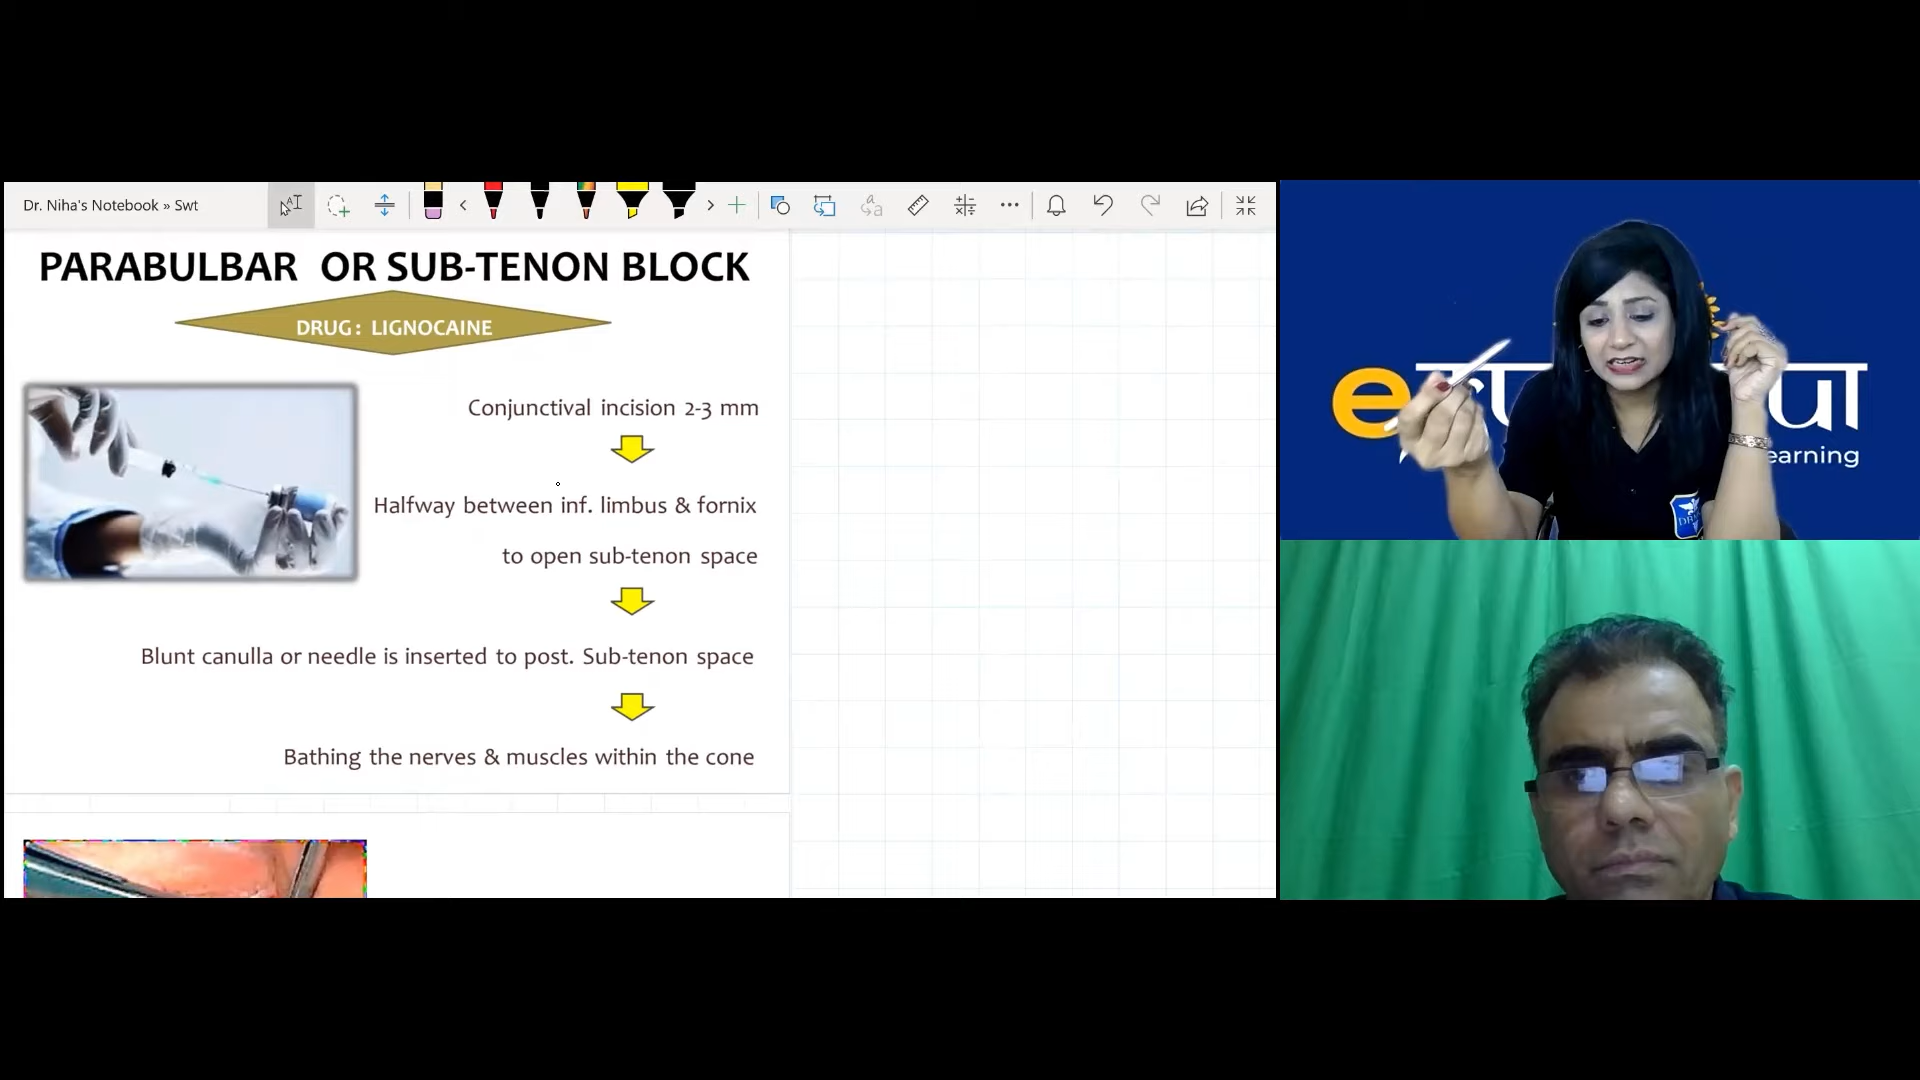 Dr. Niha's Notebook » Swt
PARABULBAR OR SUB-TENON BLOCK
DRUG: LIGNOCAINE
Conjunctival incision 2-3 mm
Halfway between inf. limbus & fornix
to open sub-tenon space
Blunt canulla or needle is inserted to post. Sub-tenon space
Bathing the nerves & muscles within the cone